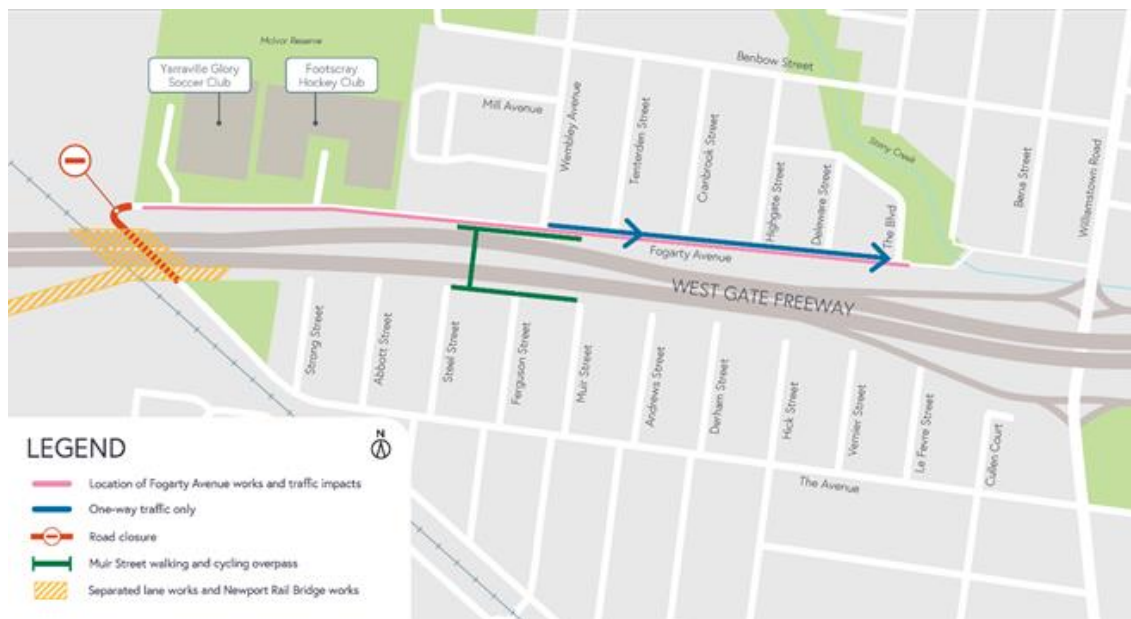 McIvor Reserve
Yarraville Glory
Soccer Club
Footscray
Hockey Club
Benbow Street
Mill Avenue
Wembley Avenue
Tenterden Street
Cranbrook Street
Highgate Street
Deleware Street
The Blvd
Stony Creek
Bena Street
Williamstown Road
Fogarty Avenue
WEST GATE FREEWAY
Strong Street
Abbott Street
Steel Street
Ferguson Street
Muir Street
Andrews Street
Derham Street
Hick Street
Vernier Street
Le Fevre Street
Cullen Court
The Avenue
LEGEND
N
Location of Fogarty Avenue works and traffic impacts
One-way traffic only
Road closure
Muir Street walking and cycling overpass
Separated lane works and Newport Rail Bridge works